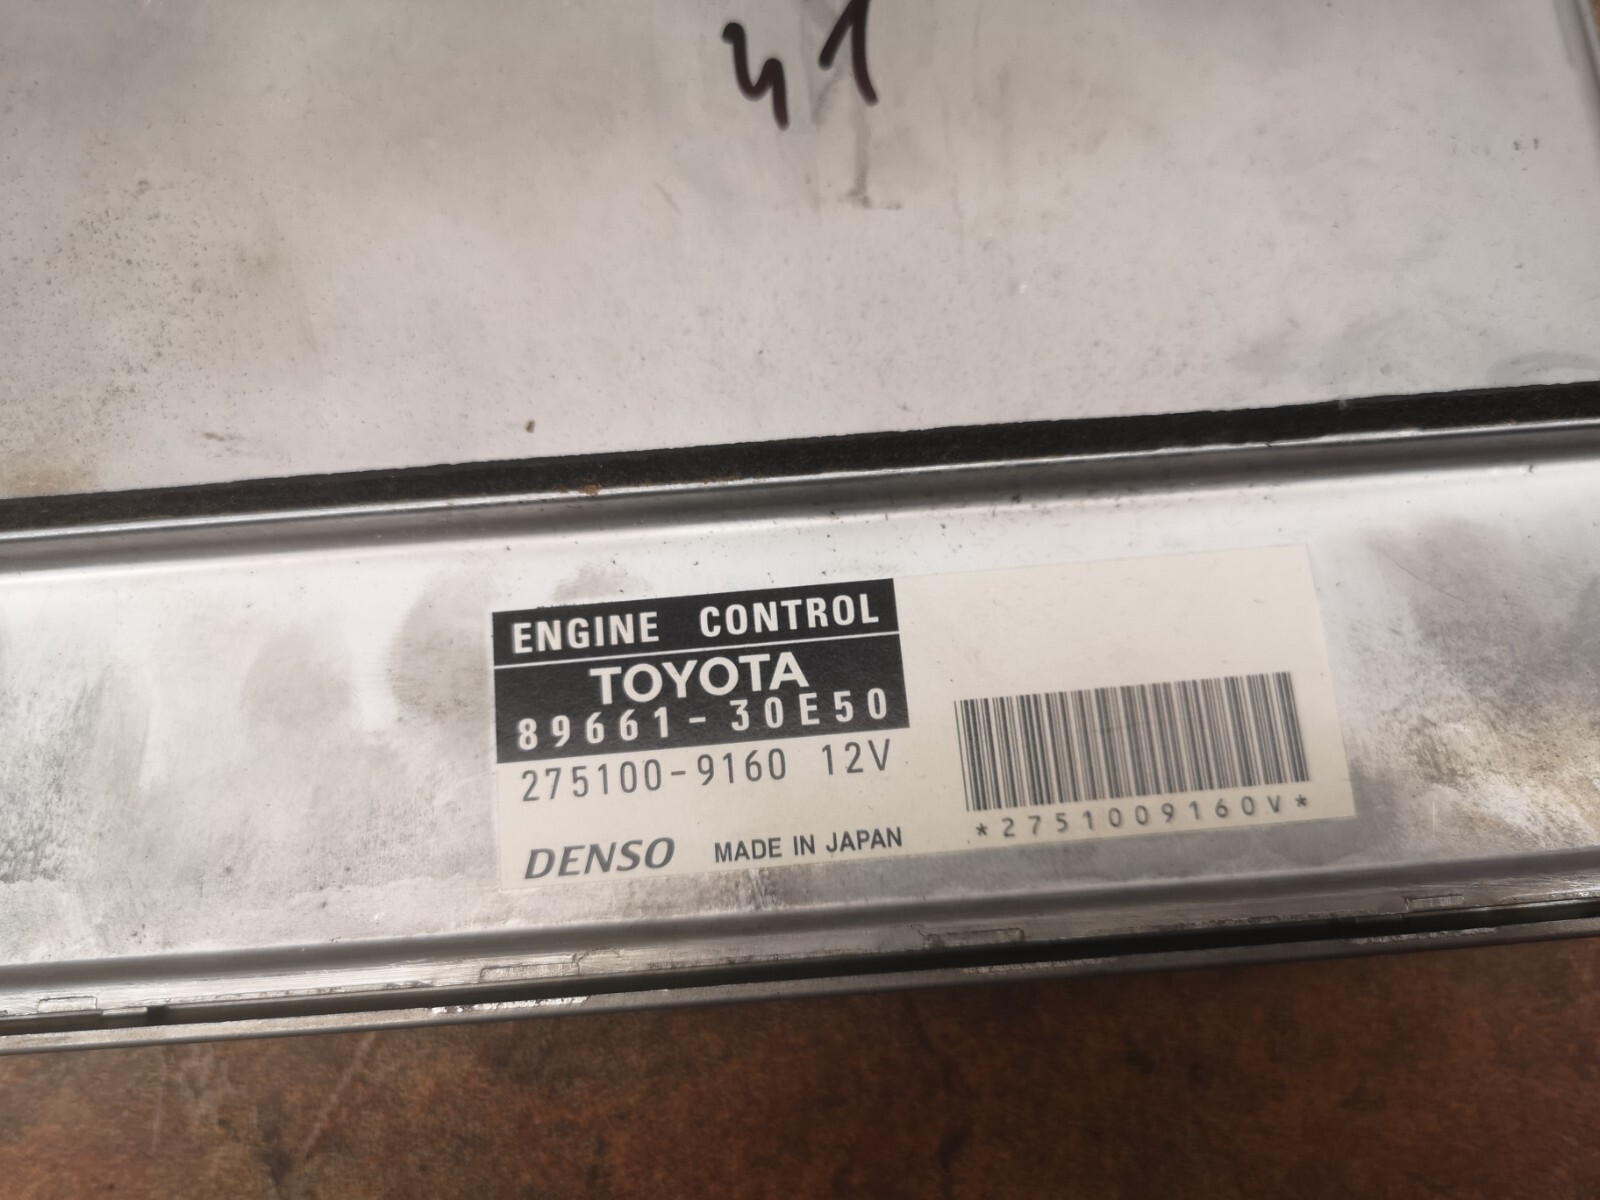 41
ENGINE CONTROL
TOYOTA
89661-30E50
275100-9160 12V
DENSO MADE IN JAPAN
*2751009160V*